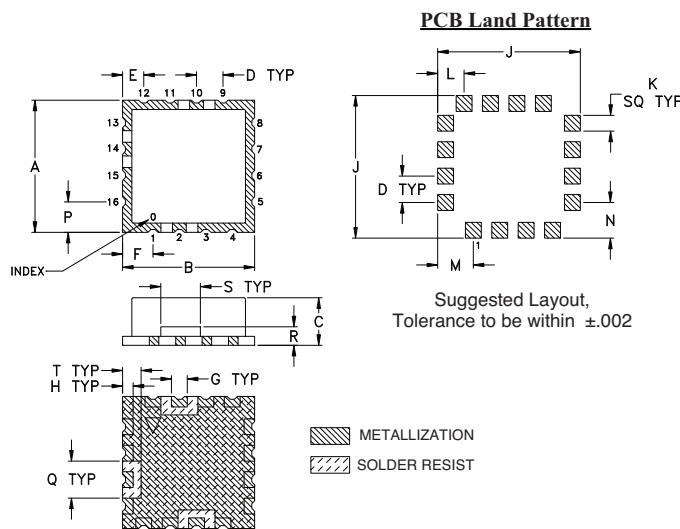 PCB Land Pattern
E
D TYP
12 11 10 9
13
14
15
16
8
7
6
5
A
P
0
1 2 3 4
F
INDEX
B
S TYP
C
R
T TYP
H TYP
G TYP
Q TYP
J
L
K
SQ TYP
J
D TYP
N
1
M
Suggested Layout,
Tolerance to be within ±.002
METALLIZATION
SOLDER RESIST